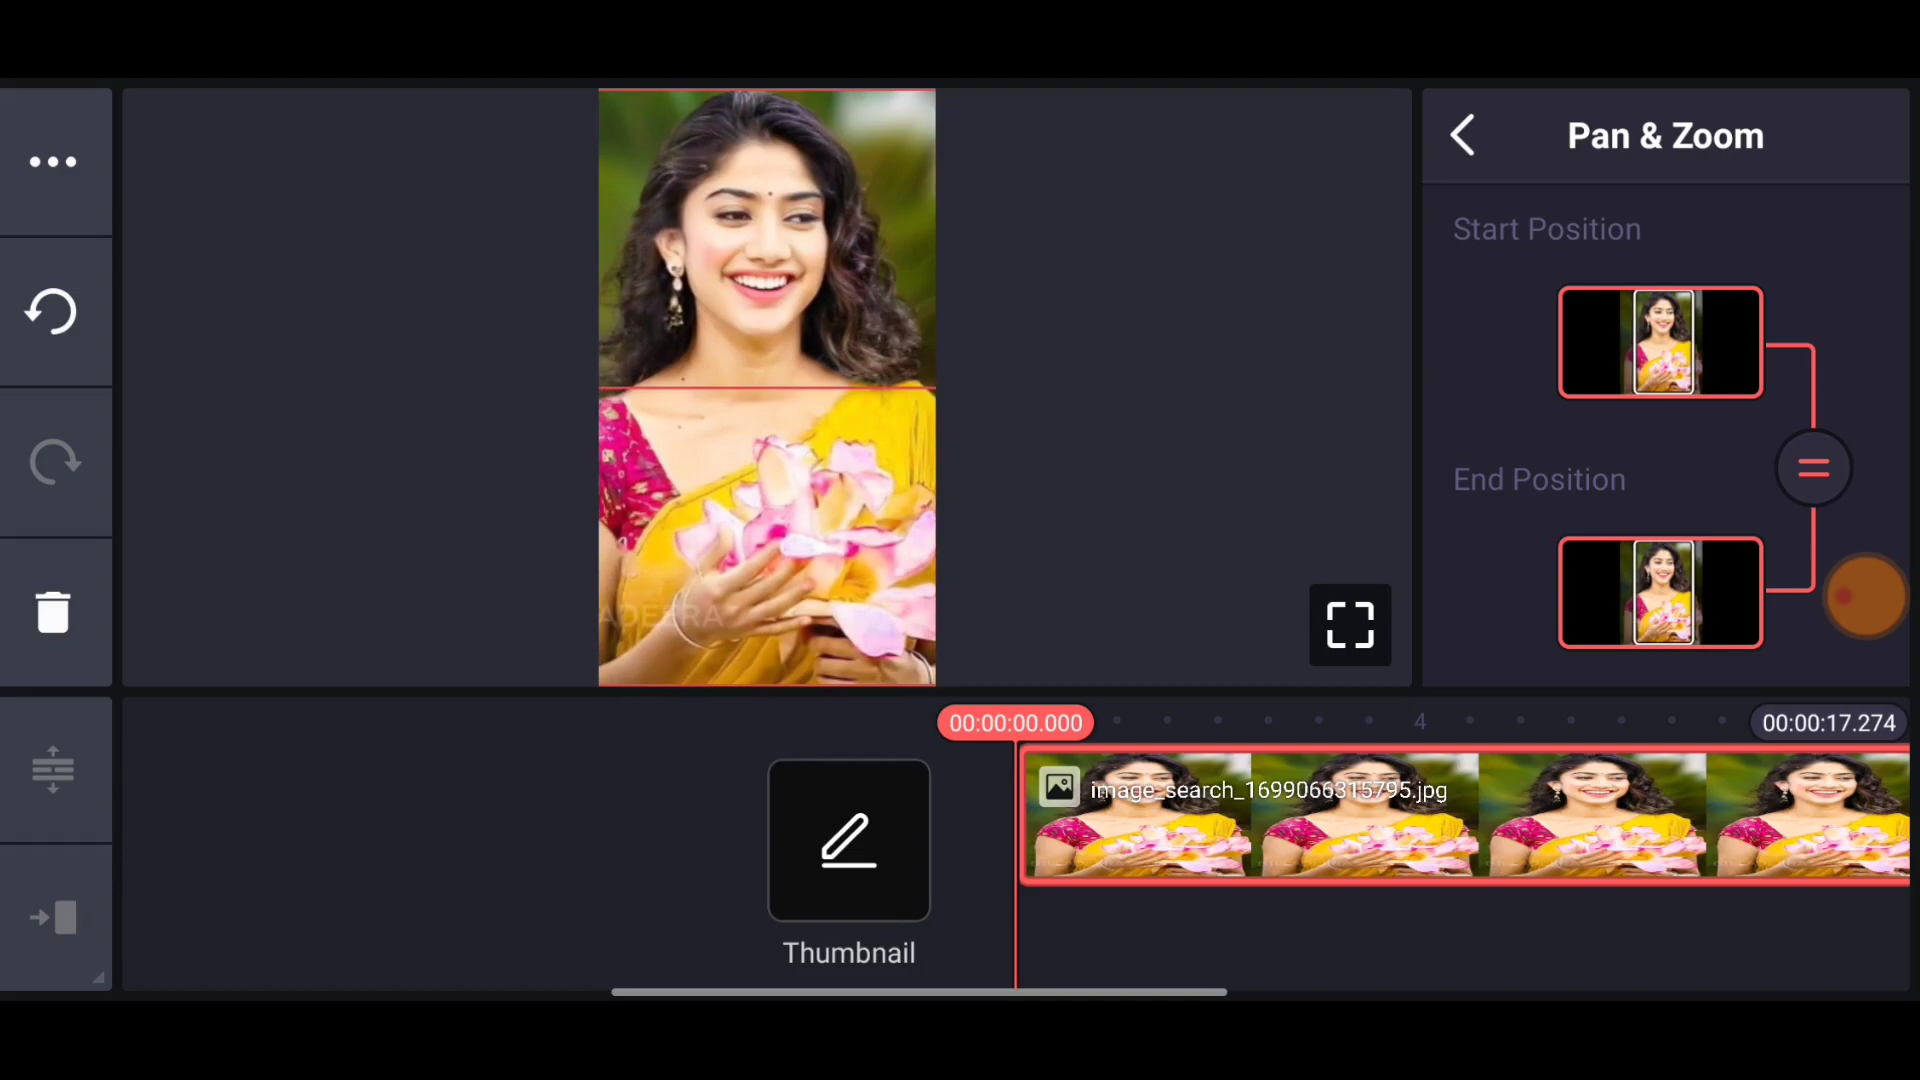 Pan & Zoom
Start Position
End Position
00:00:00.000
4
00:00:17.274
image_search_1699066315795.jpg
Thumbnail